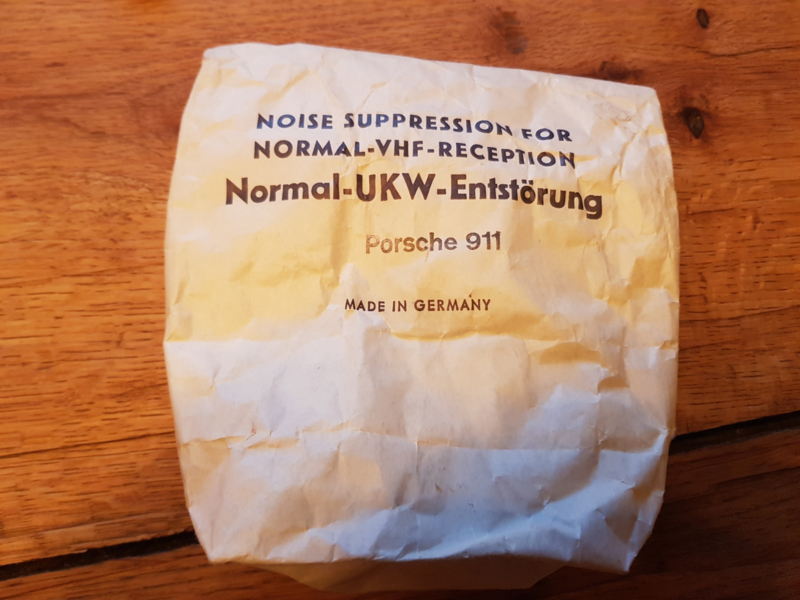 NOISE SUPPRESSION FOR
NORMAL-VHF-RECEPTION
Normal-UKW-Entstörung
Porsche 911
MADE IN GERMANY